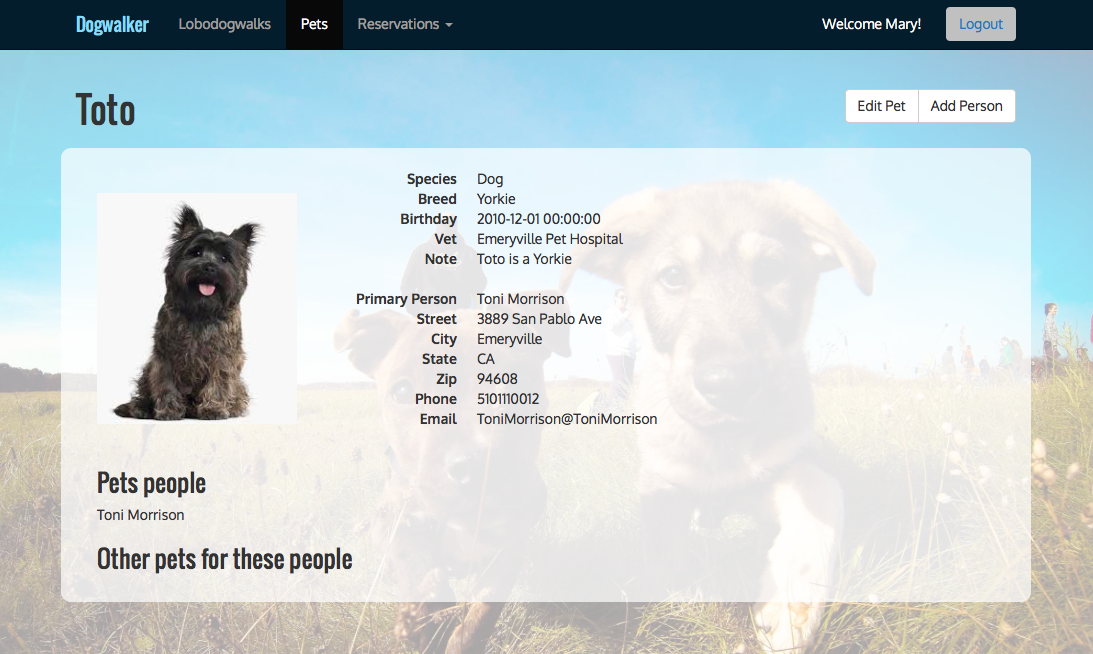 Dogwalker Lobodogwalks Pets Reservations Welcome Mary! Logout
Toto
Edit Pet Add Person
Species Dog
Breed Yorkie
Birthday 2010-12-01 00:00:00
Vet Emeryville Pet Hospital
Note Toto is a Yorkie
Primary Person Toni Morrison
Street 3889 San Pablo Ave
City Emeryville
State CA
Zip 94608
Phone 5101110012
Email ToniMorrison@ToniMorrison
Pets people
Toni Morrison
Other pets for these people